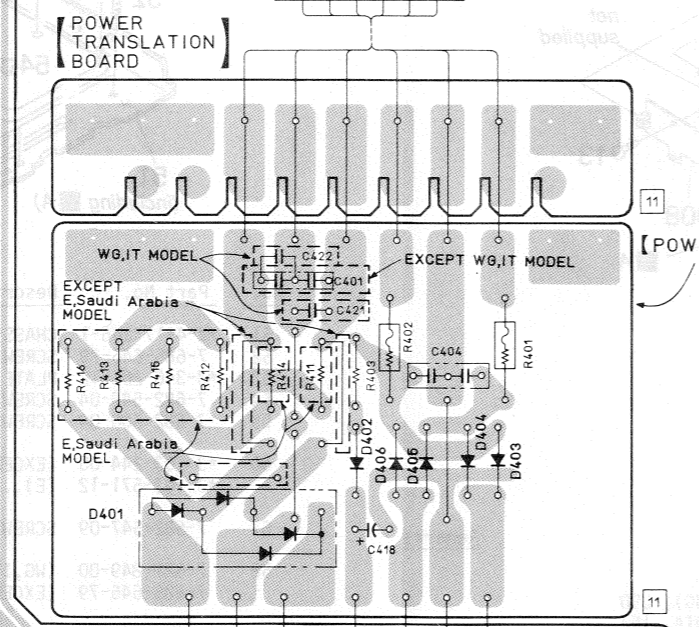 POWER
TRANSLATION
BOARD
11
WG,IT MODEL
C422
EXCEPT WG,IT MODEL
C401
C421
[POW
EXCEPT
E,Saudi Arabia
MODEL
R416
R413
R415
R412
R414
R411
R403
R402
C404
R401
E,Saudi Arabia
MODEL
D402
D406
D405
D404
D403
D401
+
C418
11